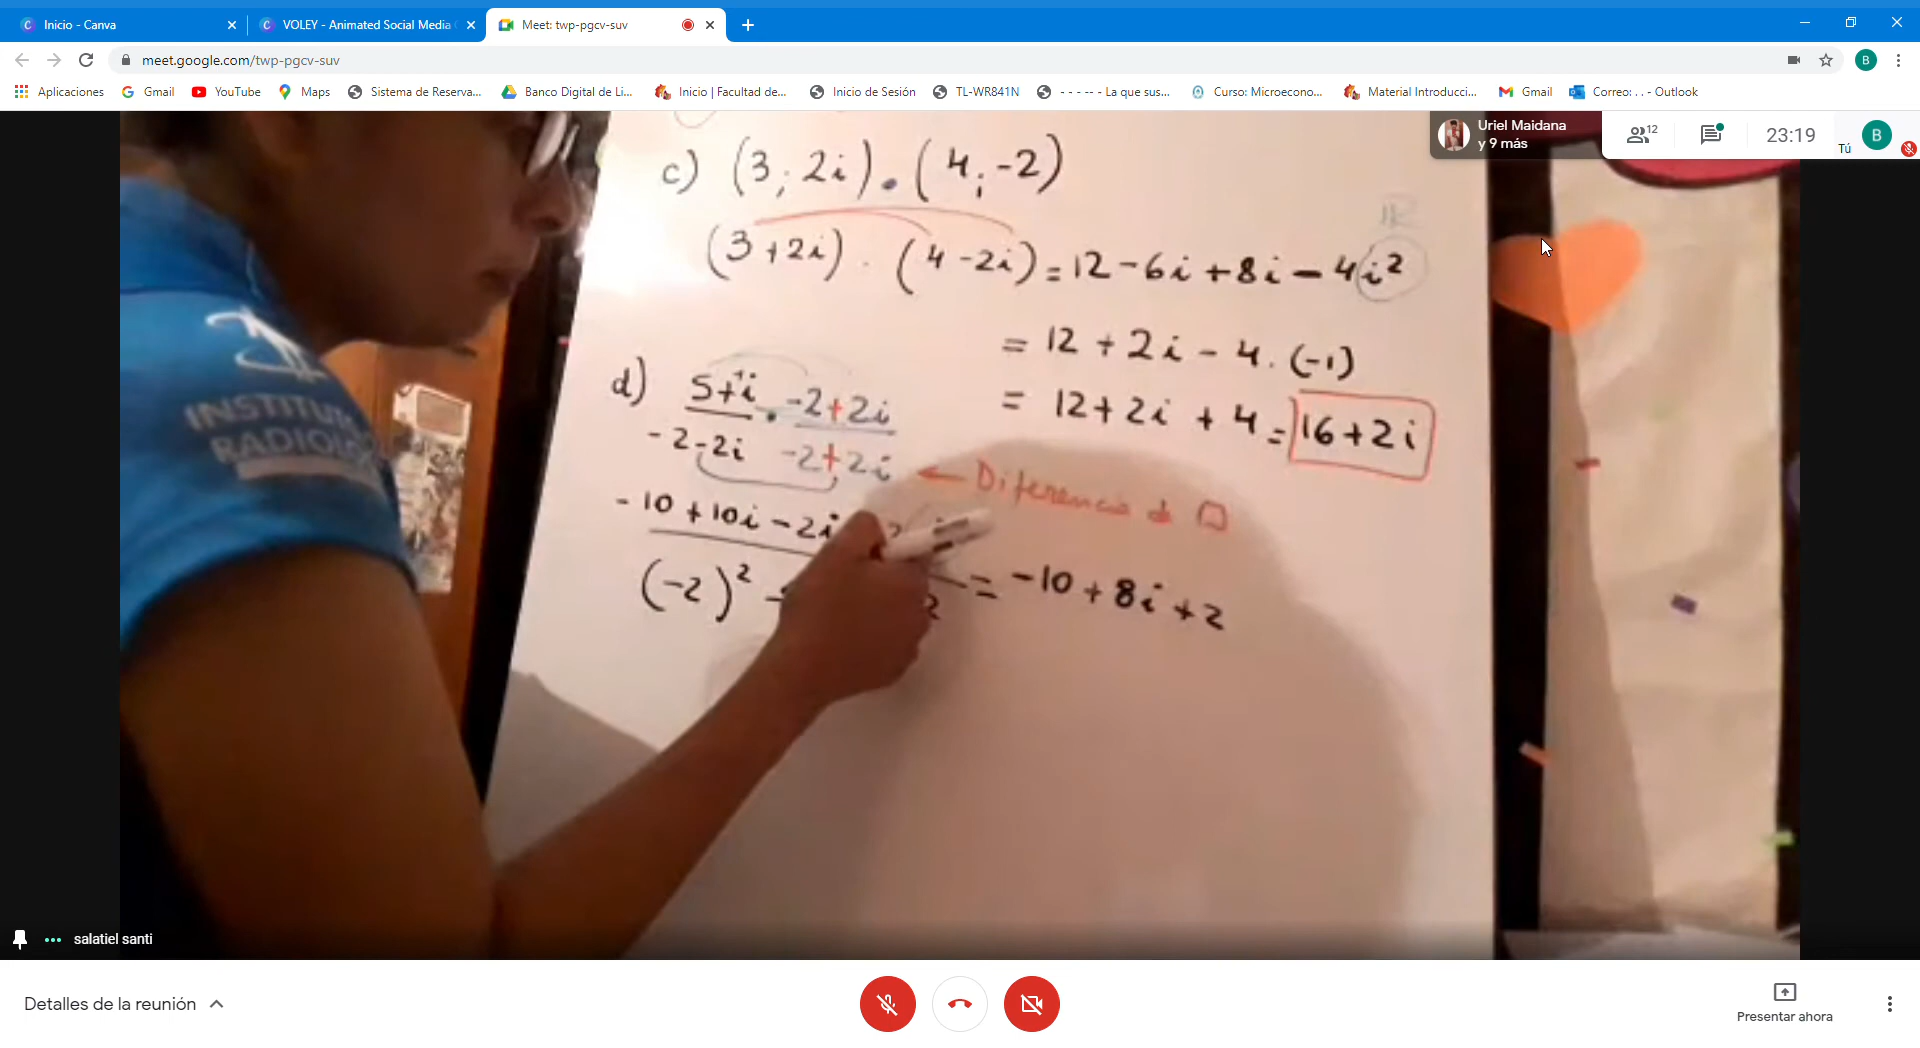 Inicio - Canva
VOLEY - Animated Social Media
Meet: twp-pgcv-suv
meet.google.com/twp-pgcv-suv
B
Aplicaciones Gmail YouTube Maps Sistema de Reserva... Banco Digital de Li... Inicio | Facultad de... Inicio de Sesión TL-WR841N - - - -- - La que sus... Curso: Microecono... Material Introducci... Gmail Correo: . . - Outlook
Uriel Maidana
y 9 más
12
23:19
Tú
B
c) (3; 2i) . (4; -2)
(3+2i) . (4-2i) = 12 - 6i + 8i - 4i²
= 12 + 2i - 4 . (-1)
= 12 + 2i + 4 = 16 + 2i
d) 5+i . -2+2i
-2-2i -2+2i
← Diferencia d
-10 + 10i - 2i
(-2)² - 2 = -10 + 8i + 2
INSTITUT
RADIOLO
salatiel santi
Detalles de la reunión
Presentar ahora